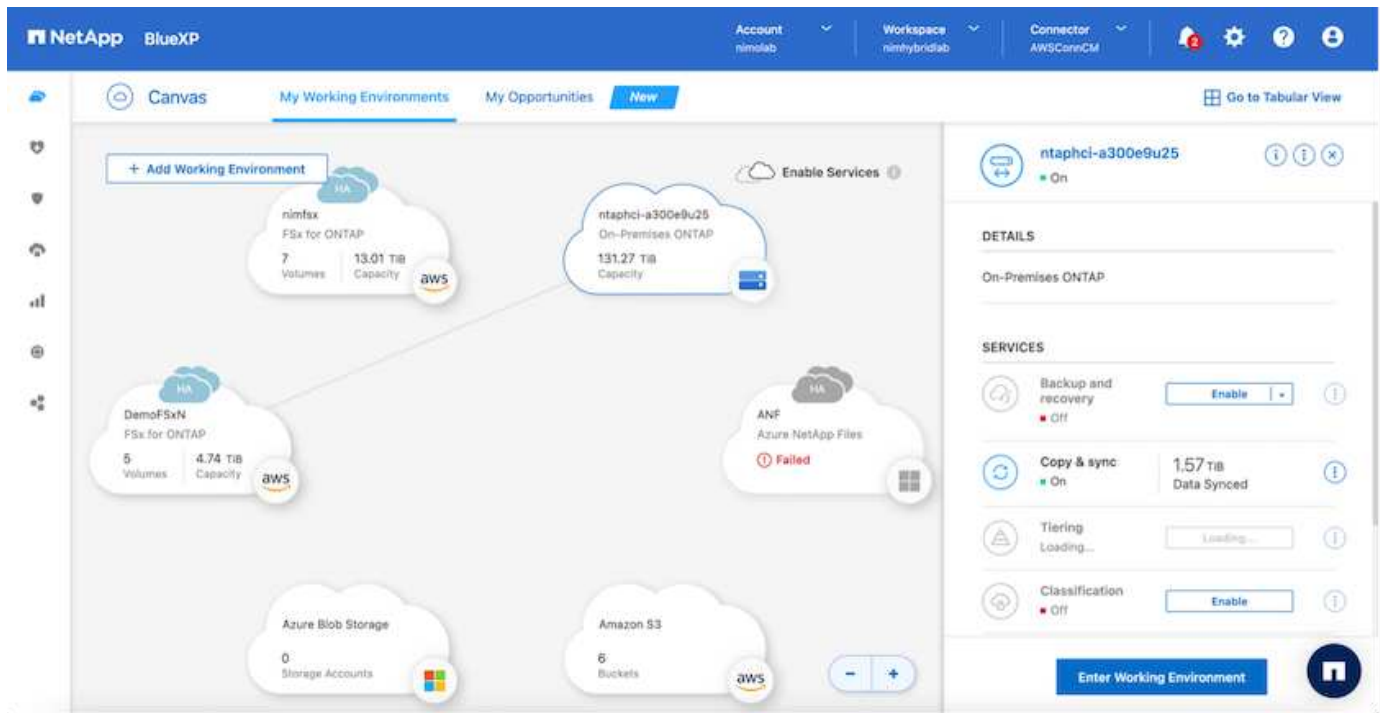 NetApp BlueXP
Account
nimolab
Workspace
nimhybridlab
Connector
AWSConnCM
2
Canvas
My Working Environments
My Opportunities
New
Go to Tabular View
+ Add Working Environment
Enable Services
HA
nimfsx
FSx for ONTAP
7
Volumes
13.01 TiB
Capacity
aws
ntaphci-a300e9u25
On-Premises ONTAP
131.27 TiB
Capacity
HA
DemoFSxN
FSx for ONTAP
5
Volumes
4.74 TiB
Capacity
aws
HA
ANF
Azure NetApp Files
Failed
Azure Blob Storage
0
Storage Accounts
Amazon S3
6
Buckets
aws
- +
ntaphci-a300e9u25
On
DETAILS
On-Premises ONTAP
SERVICES
Backup and
recovery
Off
Enable
Copy & sync
On
1.57 TiB
Data Synced
Tiering
Loading...
Loading...
Classification
Off
Enable
Enter Working Environment